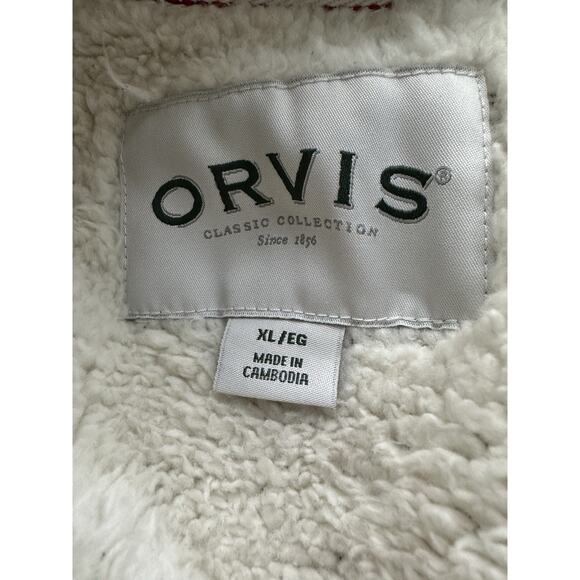 ORVIS®
CLASSIC COLLECTION
Since 1856
XL/EG
MADE IN
CAMBODIA